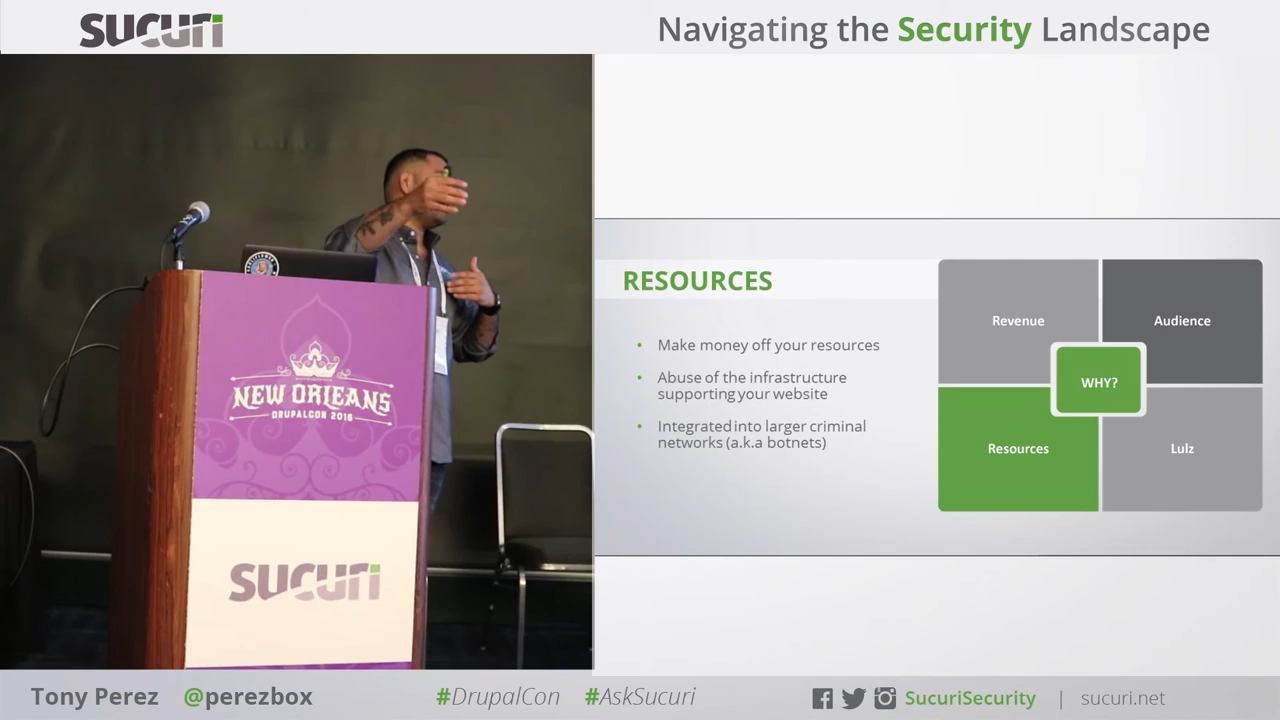 sucuri
Navigating the Security Landscape
NEW ORLEANS
DRUPALCON 2016
sucuri
RESOURCES
• Make money off your resources
• Abuse of the infrastructure
supporting your website
• Integrated into larger criminal
networks (a.k.a botnets)
Revenue
Audience
WHY?
Resources
Lulz
Tony Perez @perezbox
#DrupalCon #AskSucuri
SucuriSecurity | sucuri.net